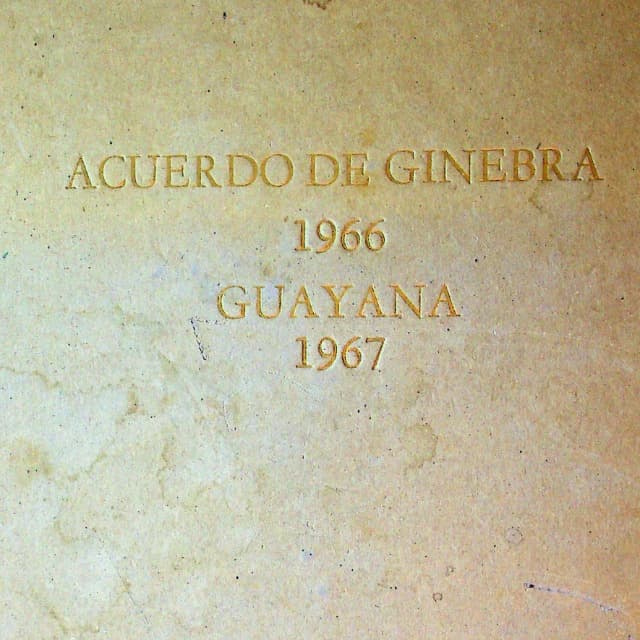 ACUERDO DE GINEBRA
1966
GUAYANA
1967